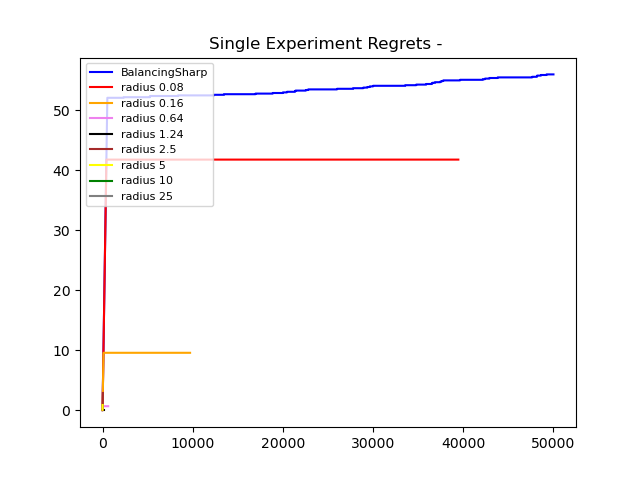 Single Experiment Regrets -
BalancingSharp
radius 0.08
radius 0.16
radius 0.64
radius 1.24
radius 2.5
radius 5
radius 10
radius 25
50
40
30
20
10
0
0 10000 20000 30000 40000 50000